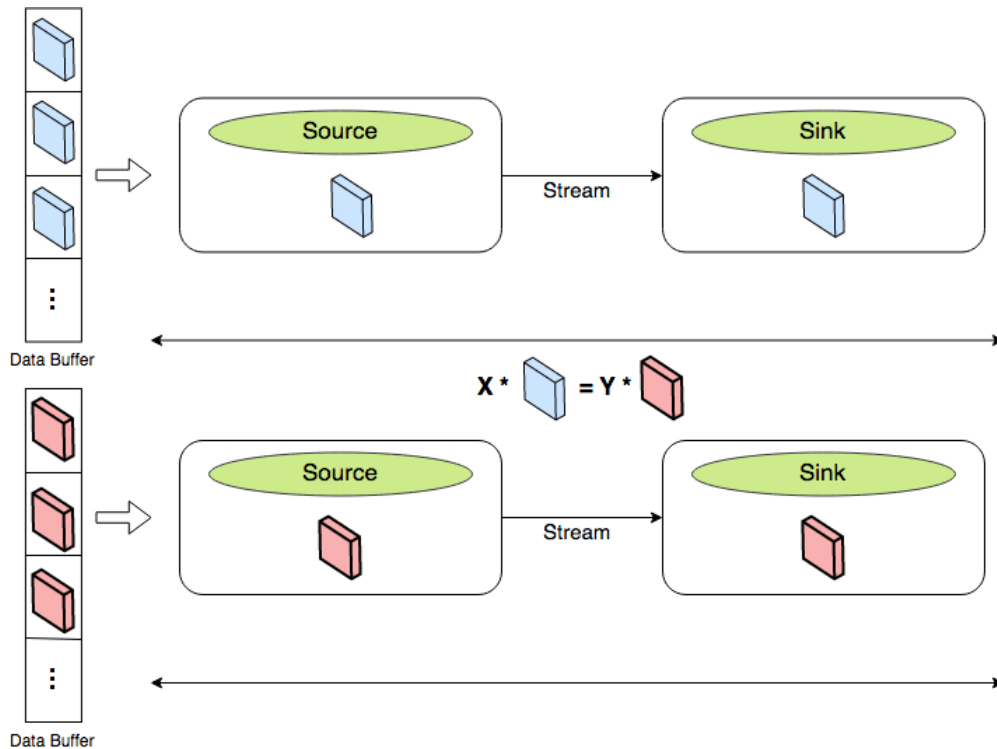 Source
Sink
Stream
⋮
Data Buffer
X * = Y *
Source
Sink
Stream
⋮
Data Buffer